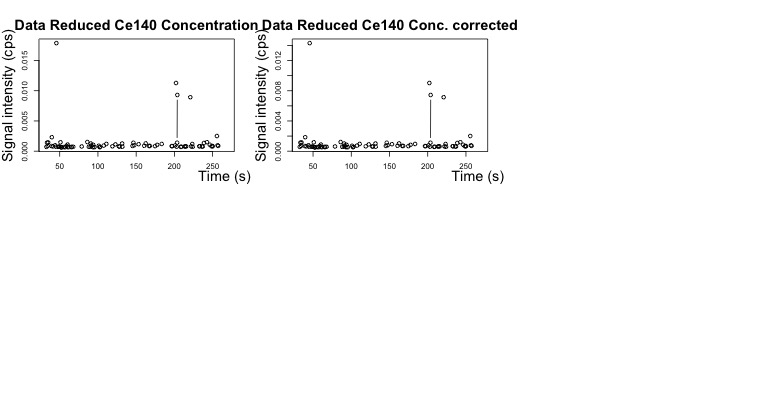 Data Reduced Ce140 Concentration
Signal intensity (cps)
0.000 0.005 0.010 0.015
50 100 150 200 250
Time (s)
Data Reduced Ce140 Conc. corrected
Signal intensity (cps)
0.000 0.004 0.008 0.012
50 100 150 200 250
Time (s)